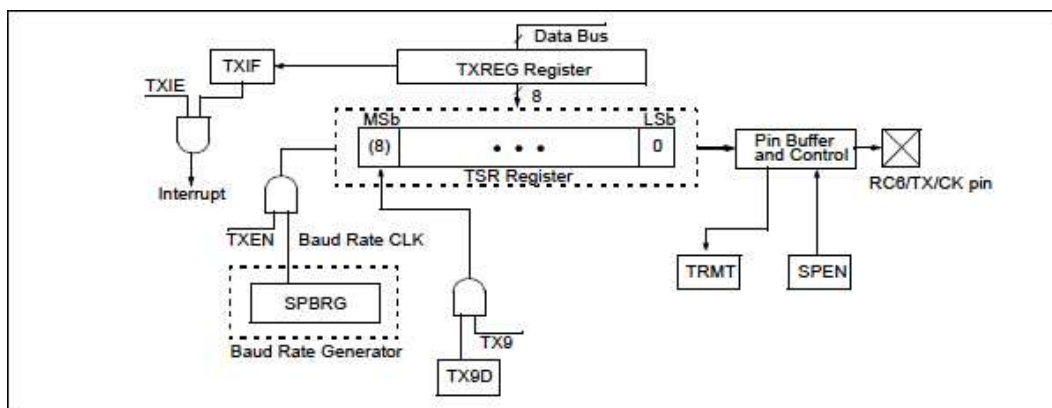 Data Bus
TXIF
TXREG Register
TXIE
8
MSb
LSb
(8)
0
Pin Buffer
and Control
TSR Register
Interrupt
RC6/TX/CK pin
TXEN
Baud Rate CLK
TRMT
SPEN
SPBRG
TX9
Baud Rate Generator
TX9D